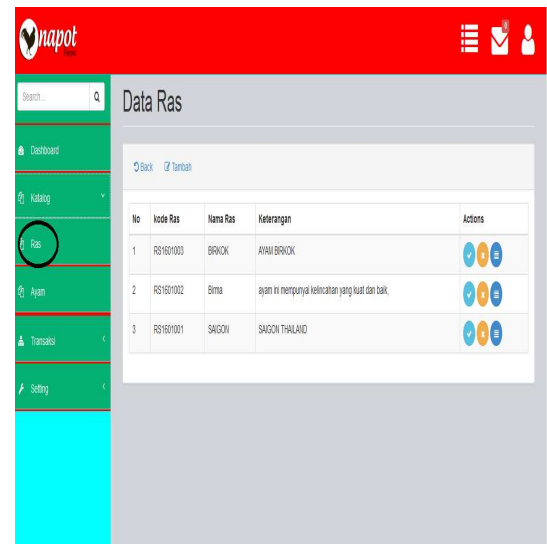 napot
0
Search...
Data Ras
Dashboard
Back Tambah
Katalog
No kode Ras Nama Ras Keterangan Actions
Ras
1 RS1601003 BIRKOK AYAM BIRKOK
2 RS1601002 Bima ayam ini mempunyai kelincahan yang kuat dan baik,
Ayam
3 RS1601001 SAIGON SAIGON THAILAND
Transaksi
Setting